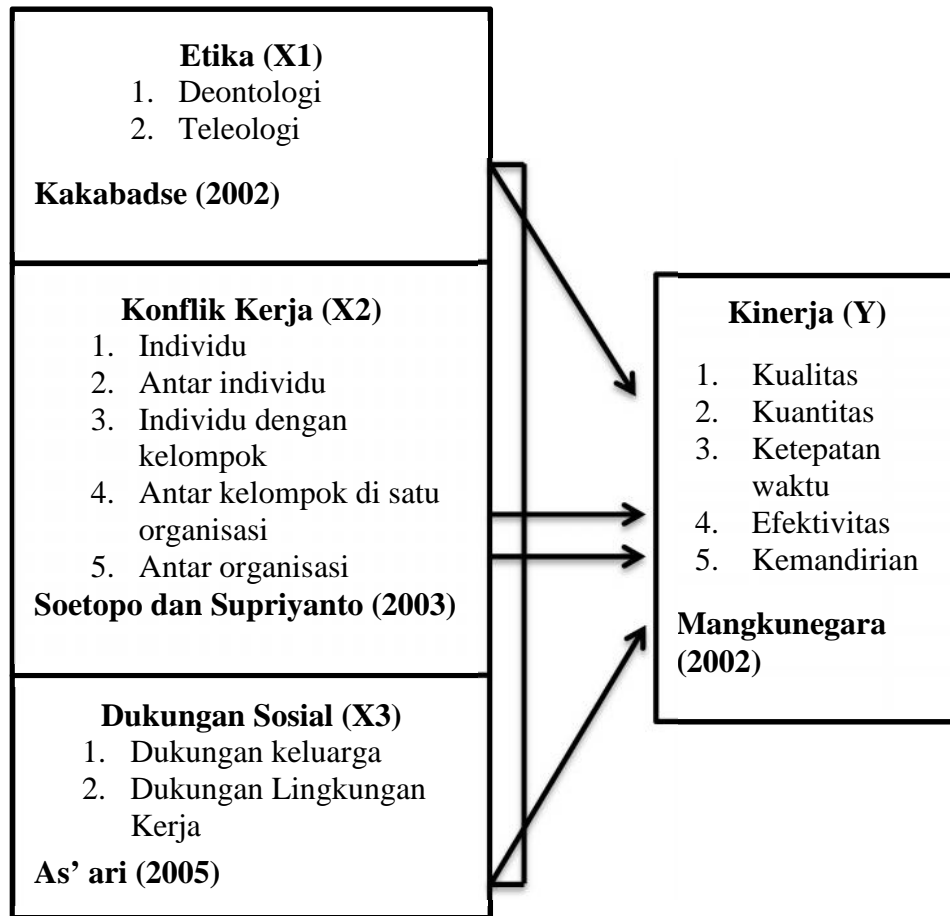 Etika (X1)
1. Deontologi
2. Teleologi
Kakabadse (2002)
Konflik Kerja (X2)
1. Individu
2. Antar individu
3. Individu dengan
kelompok
4. Antar kelompok di satu
organisasi
5. Antar organisasi
Soetopo dan Supriyanto (2003)
Dukungan Sosial (X3)
1. Dukungan keluarga
2. Dukungan Lingkungan
Kerja
As’ ari (2005)
Kinerja (Y)
1. Kualitas
2. Kuantitas
3. Ketepatan
waktu
4. Efektivitas
5. Kemandirian
Mangkunegara
(2002)